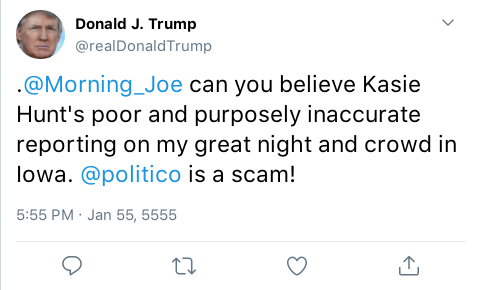 Donald J. Trump
@realDonaldTrump
.@Morning_Joe can you believe Kasie
Hunt's poor and purposely inaccurate
reporting on my great night and crowd in
Iowa. @politico is a scam!
5:55 PM · Jan 55, 5555